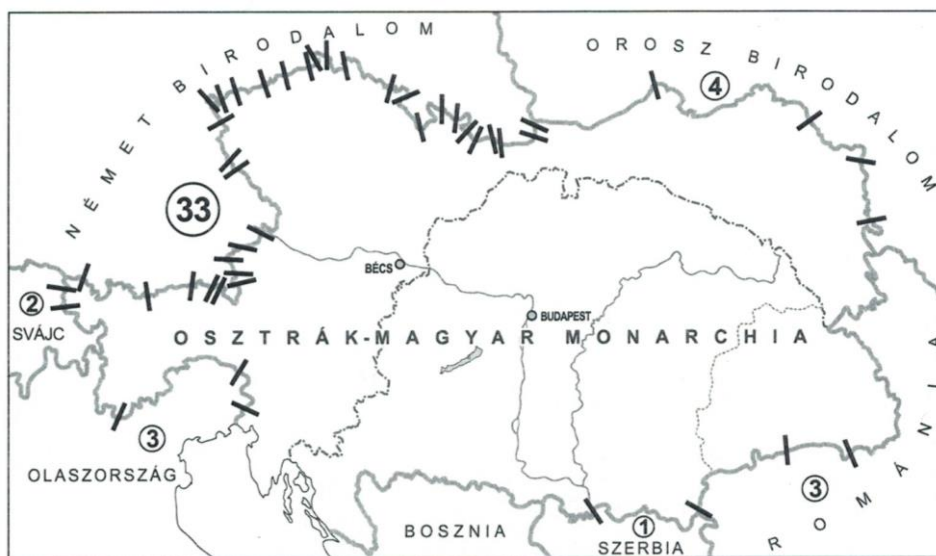 NÉMET BIRODALOM
OROSZ BIRODALOM
4
33
BÉCS
BUDAPEST
2
SVÁJC
OSZTRÁK-MAGYAR MONARCHIA
3
OLASZORSZÁG
BOSZNIA
1
SZERBIA
3
ROMÁNIA